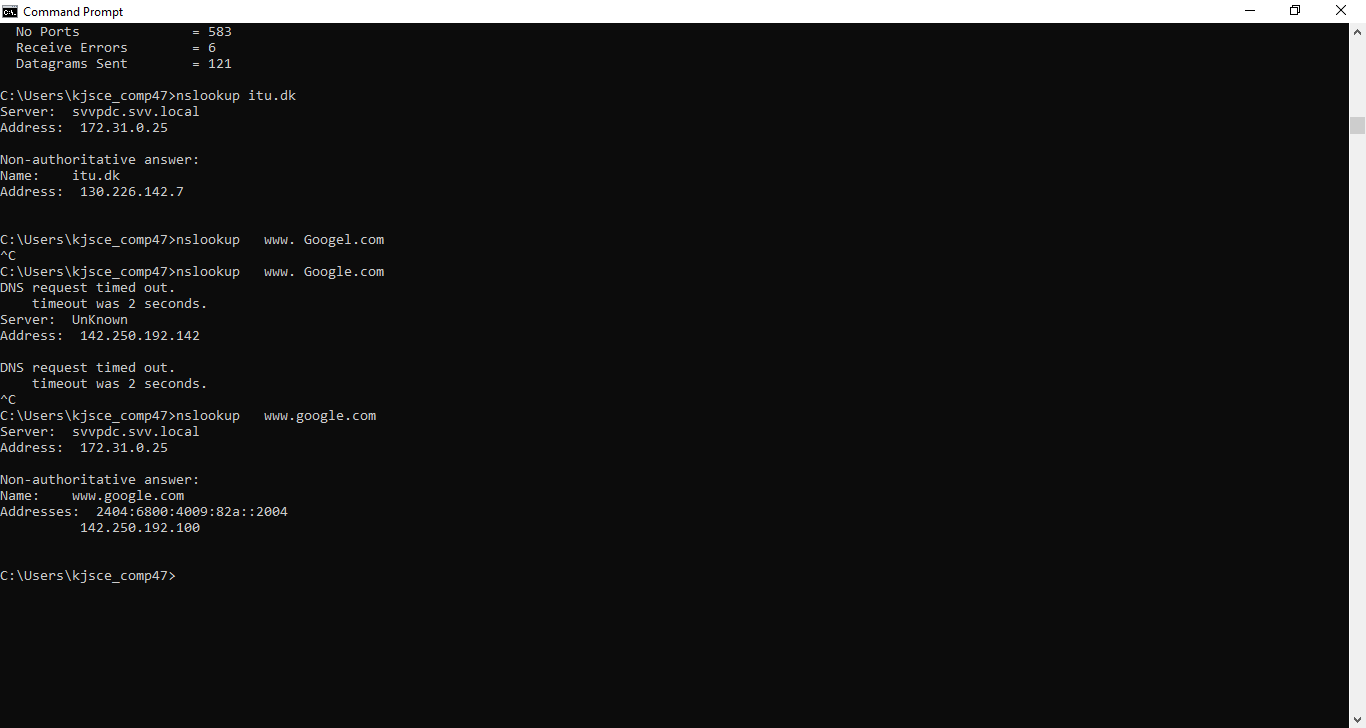 Command Prompt
  No Ports              = 583
  Receive Errors        = 6
  Datagrams Sent        = 121
C:\Users\kjsce_comp47>nslookup itu.dk
Server:  svvpdc.svv.local
Address:  172.31.0.25
Non-authoritative answer:
Name:    itu.dk
Address:  130.226.142.7
C:\Users\kjsce_comp47>nslookup   www. Googel.com
^C
C:\Users\kjsce_comp47>nslookup   www. Google.com
DNS request timed out.
    timeout was 2 seconds.
Server:  UnKnown
Address:  142.250.192.142
DNS request timed out.
    timeout was 2 seconds.
^C
C:\Users\kjsce_comp47>nslookup   www.google.com
Server:  svvpdc.svv.local
Address:  172.31.0.25
Non-authoritative answer:
Name:    www.google.com
Addresses:  2404:6800:4009:82a::2004
          142.250.192.100
C:\Users\kjsce_comp47>